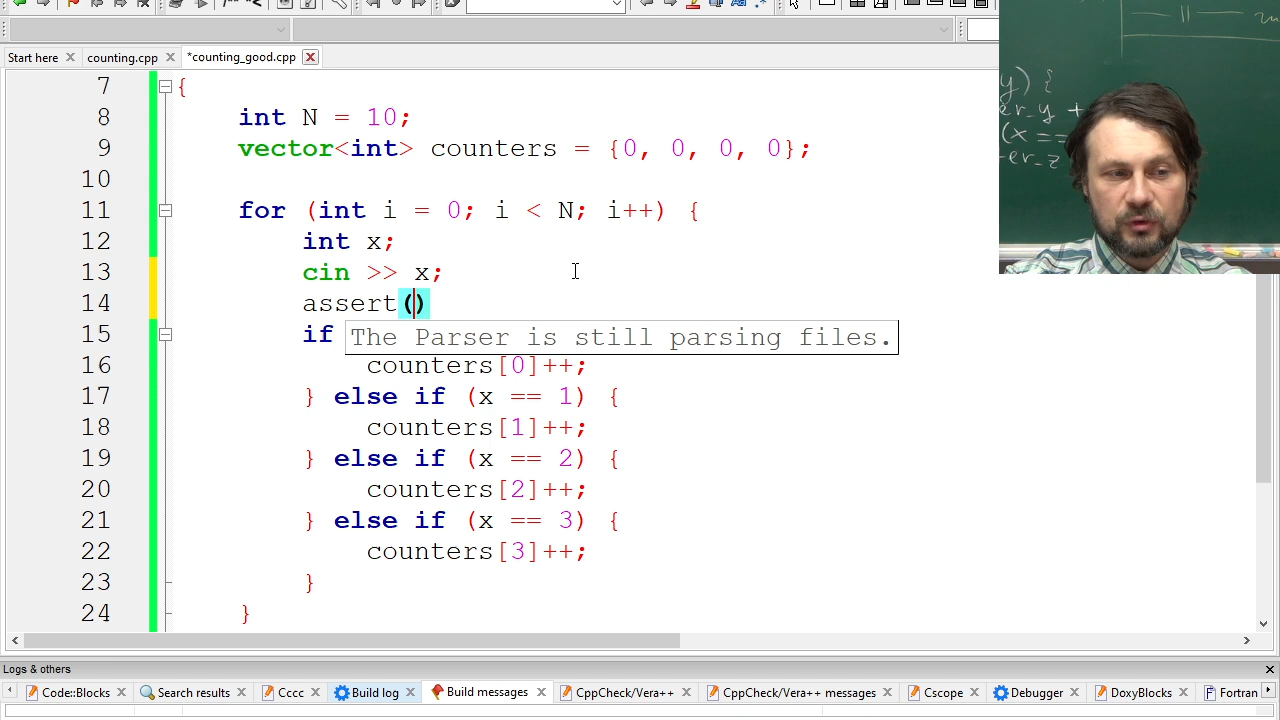 Start here
counting.cpp
*counting_good.cpp
7 {
8 int N = 10;
9 vector<int> counters = {0, 0, 0, 0};
10
11 for (int i = 0; i < N; i++) {
12 int x;
13 cin >> x;
14 assert()
15 if
The Parser is still parsing files.
16 counters[0]++;
17 } else if (x == 1) {
18 counters[1]++;
19 } else if (x == 2) {
20 counters[2]++;
21 } else if (x == 3) {
22 counters[3]++;
23 }
24 }
y) {
er_y +
(x ==
er_z
Logs & others
Code::Blocks
Search results
Cccc
Build log
Build messages
CppCheck/Vera++
CppCheck/Vera++ messages
Cscope
Debugger
DoxyBlocks
Fortran